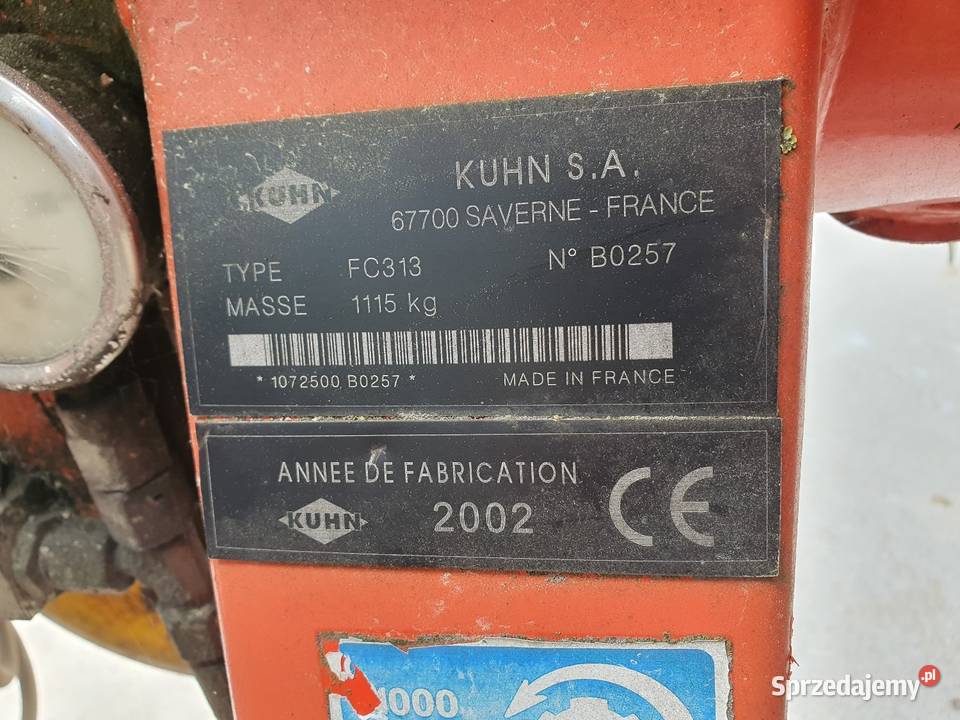 KUHN
KUHN S.A.
67700 SAVERNE - FRANCE
TYPE FC313 N° B0257
MASSE 1115 kg
* 1072500 B0257 * MADE IN FRANCE
ANNEE DE FABRICATION
KUHN 2002 CE
1000
Sprzedajemy.pl